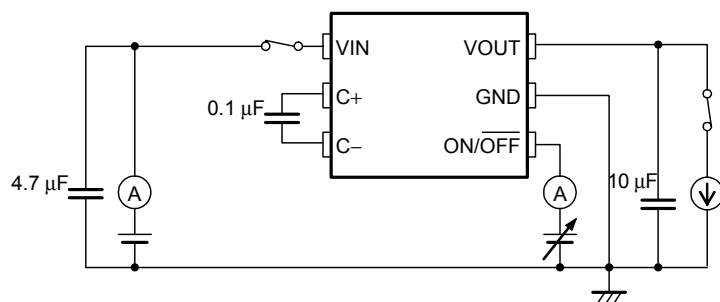 VIN
VOUT
C+
GND
0.1 μF
C−
ON/OFF
4.7 μF
A
A
10 μF